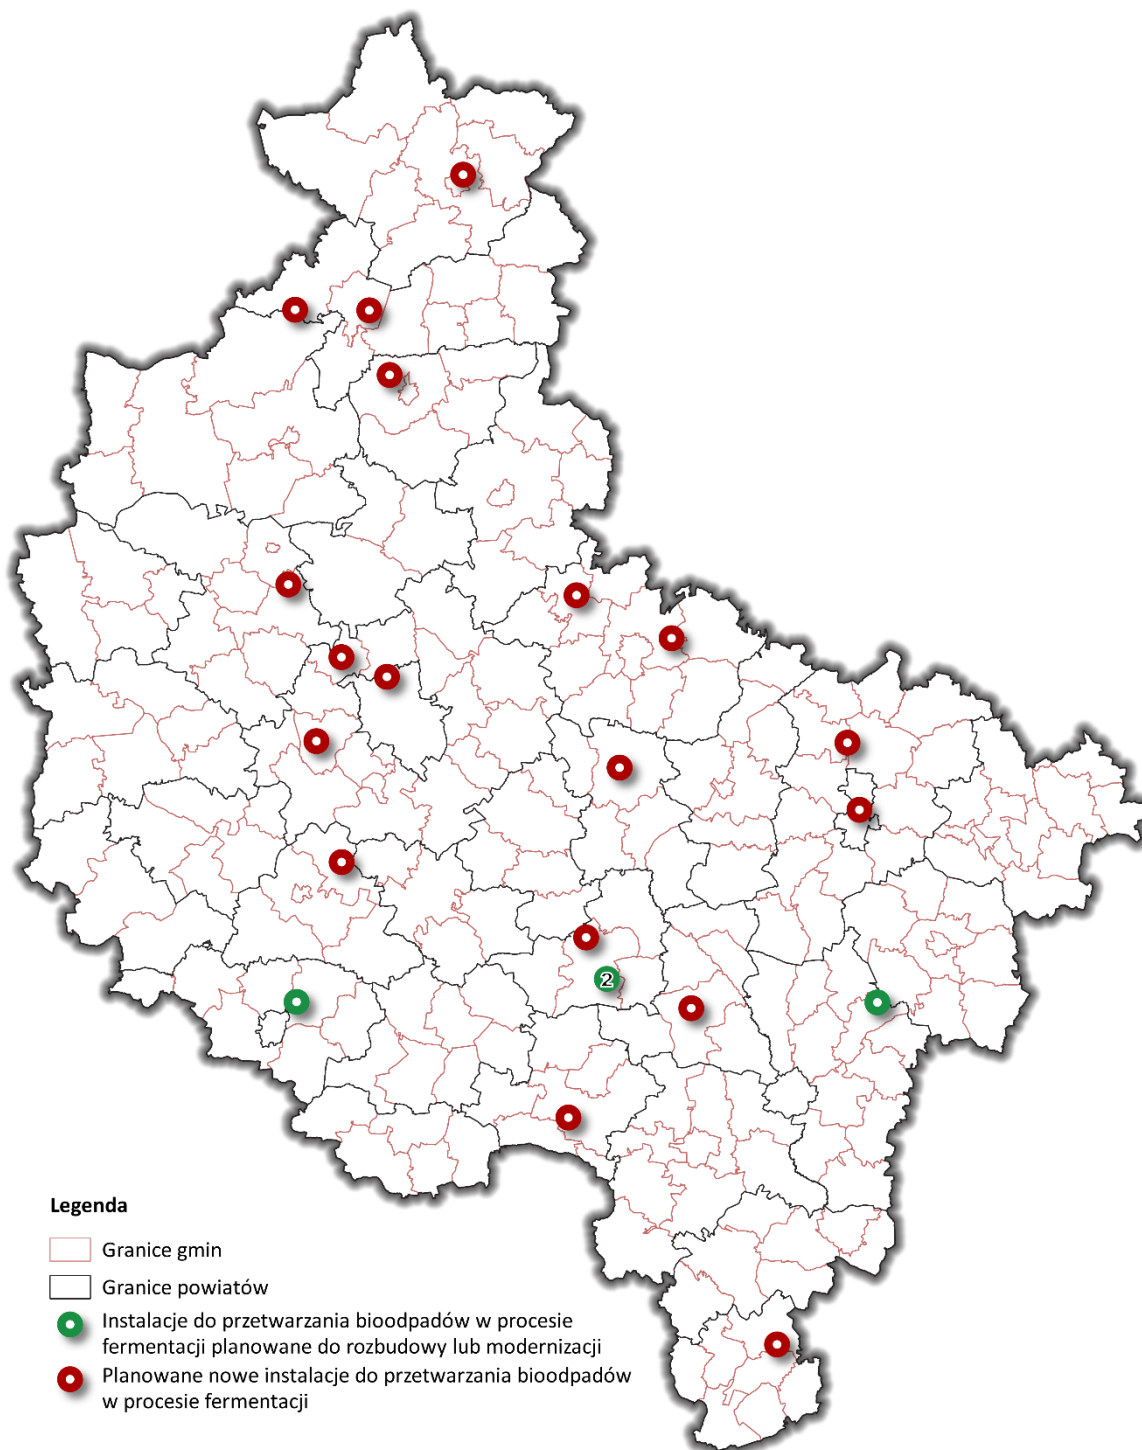 2
Legenda
Granice gmin
Granice powiatów
Instalacje do przetwarzania bioodpadów w procesie
fermentacji planowane do rozbudowy lub modernizacji
Planowane nowe instalacje do przetwarzania bioodpadów
w procesie fermentacji